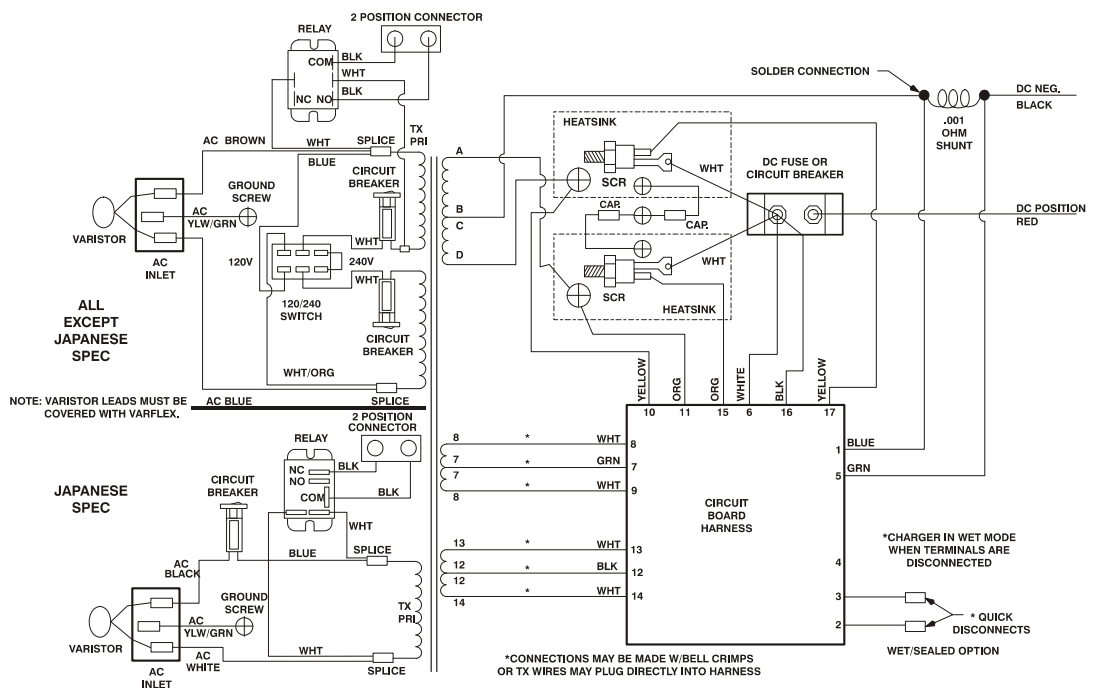 2 POSITION CONNECTOR
RELAY
COM
BLK
WHT
BLK
NC NO
SOLDER CONNECTION
DC NEG.
BLACK
.001
OHM
SHUNT
HEATSINK
TX
PRI
AC BROWN
WHT
SPLICE
BLUE
CIRCUIT
BREAKER
A
B
C
D
SCR
WHT
DC FUSE OR
CIRCUIT BREAKER
CAP.
CAP.
DC POSITION
RED
GROUND
SCREW
AC
YLW/GRN
VARISTOR
AC
INLET
WHT
120V
240V
WHT
120/240
SWITCH
CIRCUIT
BREAKER
WHT
SCR
HEATSINK
ALL
EXCEPT
JAPANESE
SPEC
WHT/ORG
NOTE: VARISTOR LEADS MUST BE
COVERED WITH VARFLEX.
AC BLUE
SPLICE
YELLOW
ORG
ORG
WHITE
BLK
YELLOW
10
11
15
6
16
17
2 POSITION
CONNECTOR
RELAY
NC
NO
COM
BLK
BLK
WHT
CIRCUIT
BREAKER
JAPANESE
SPEC
8 * WHT 8
7 * GRN 7
7 * WHT 9
8
1 BLUE
5 GRN
CIRCUIT
BOARD
HARNESS
13 * WHT 13
12 * BLK 12
12 * WHT 14
14
*CHARGER IN WET MODE
WHEN TERMINALS ARE
DISCONNECTED
4
3
2
* QUICK
DISCONNECTS
WET/SEALED OPTION
BLUE
SPLICE
AC
BLACK
GROUND
SCREW
AC
YLW/GRN
VARISTOR
TX
PRI
AC
WHITE
WHT
SPLICE
AC
INLET
*CONNECTIONS MAY BE MADE W/BELL CRIMPS
OR TX WIRES MAY PLUG DIRECTLY INTO HARNESS